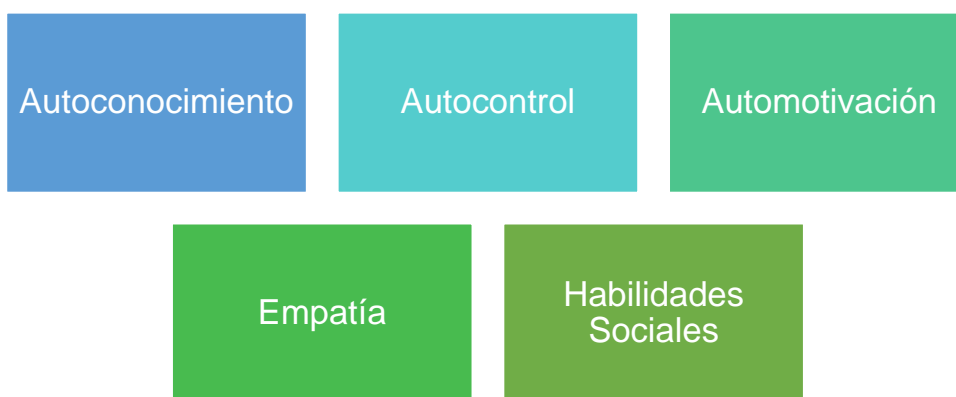 Autoconocimiento
Autocontrol
Automotivación
Empatía
Habilidades
Sociales